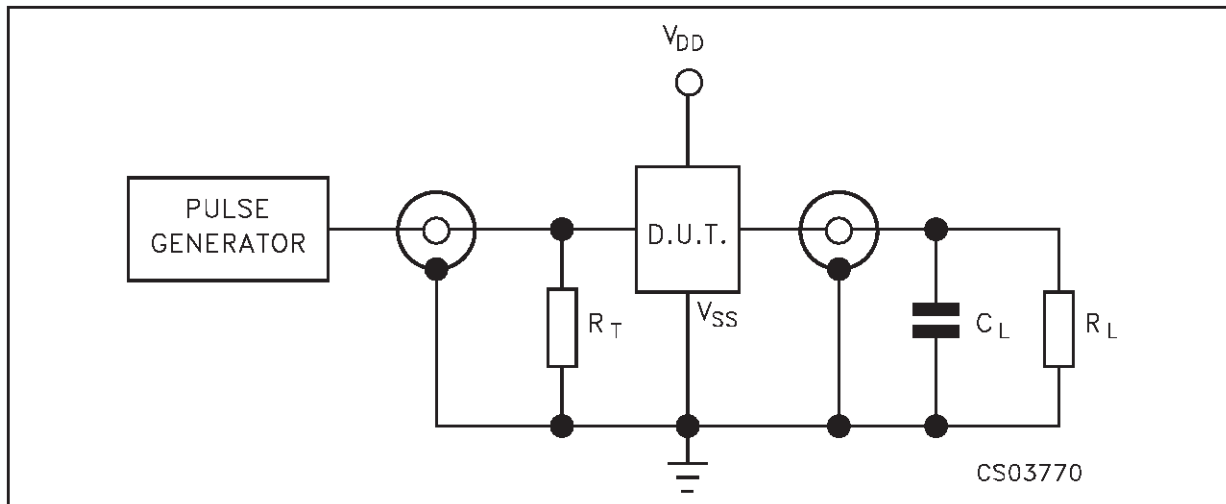 VDD
PULSE
GENERATOR
D.U.T.
VSS
RT
CL
RL
CS03770